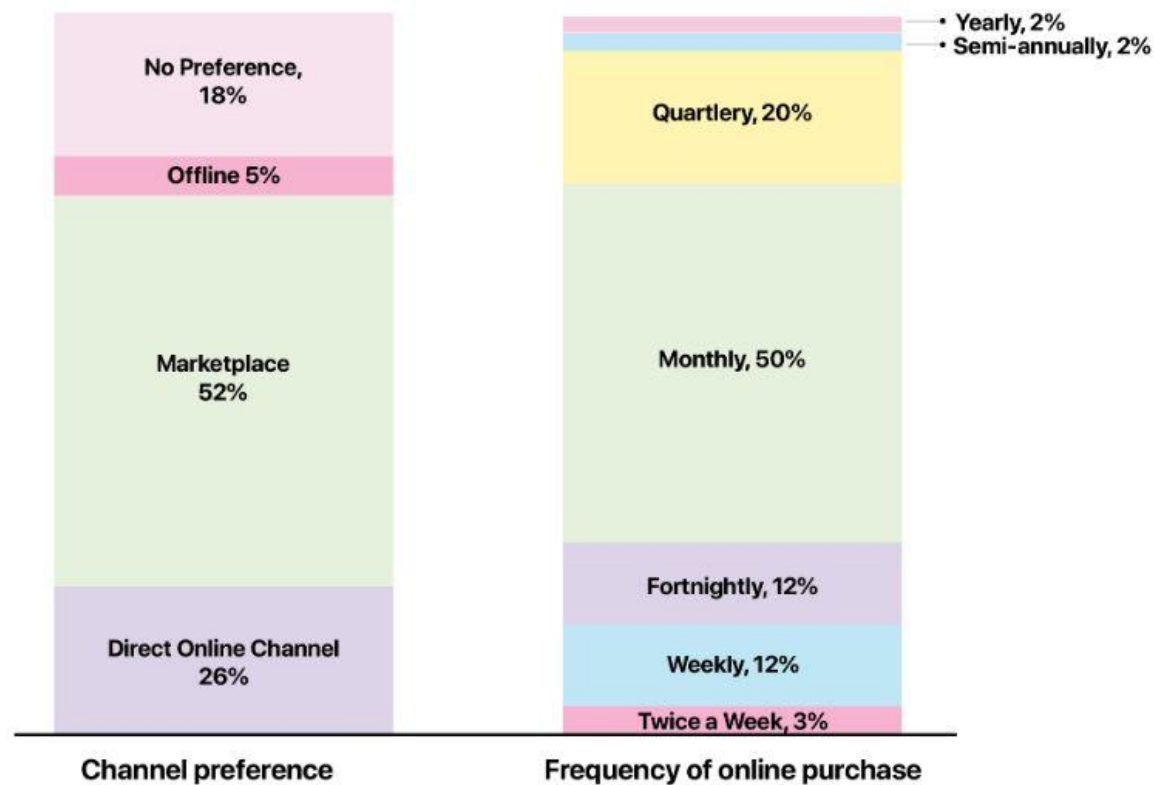 No Preference,
18%
Offline 5%
Marketplace
52%
Direct Online Channel
26%
Channel preference
Yearly, 2%
Semi-annually, 2%
Quartlery, 20%
Monthly, 50%
Fortnightly, 12%
Weekly, 12%
Twice a Week, 3%
Frequency of online purchase